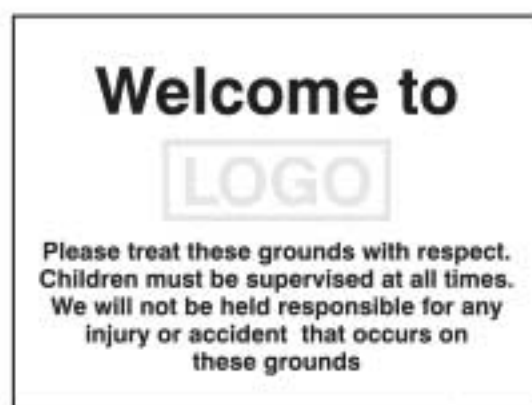 Welcome to
LOGO
Please treat these grounds with respect.
Children must be supervised at all times.
We will not be held responsible for any
injury or accident that occurs on
these grounds